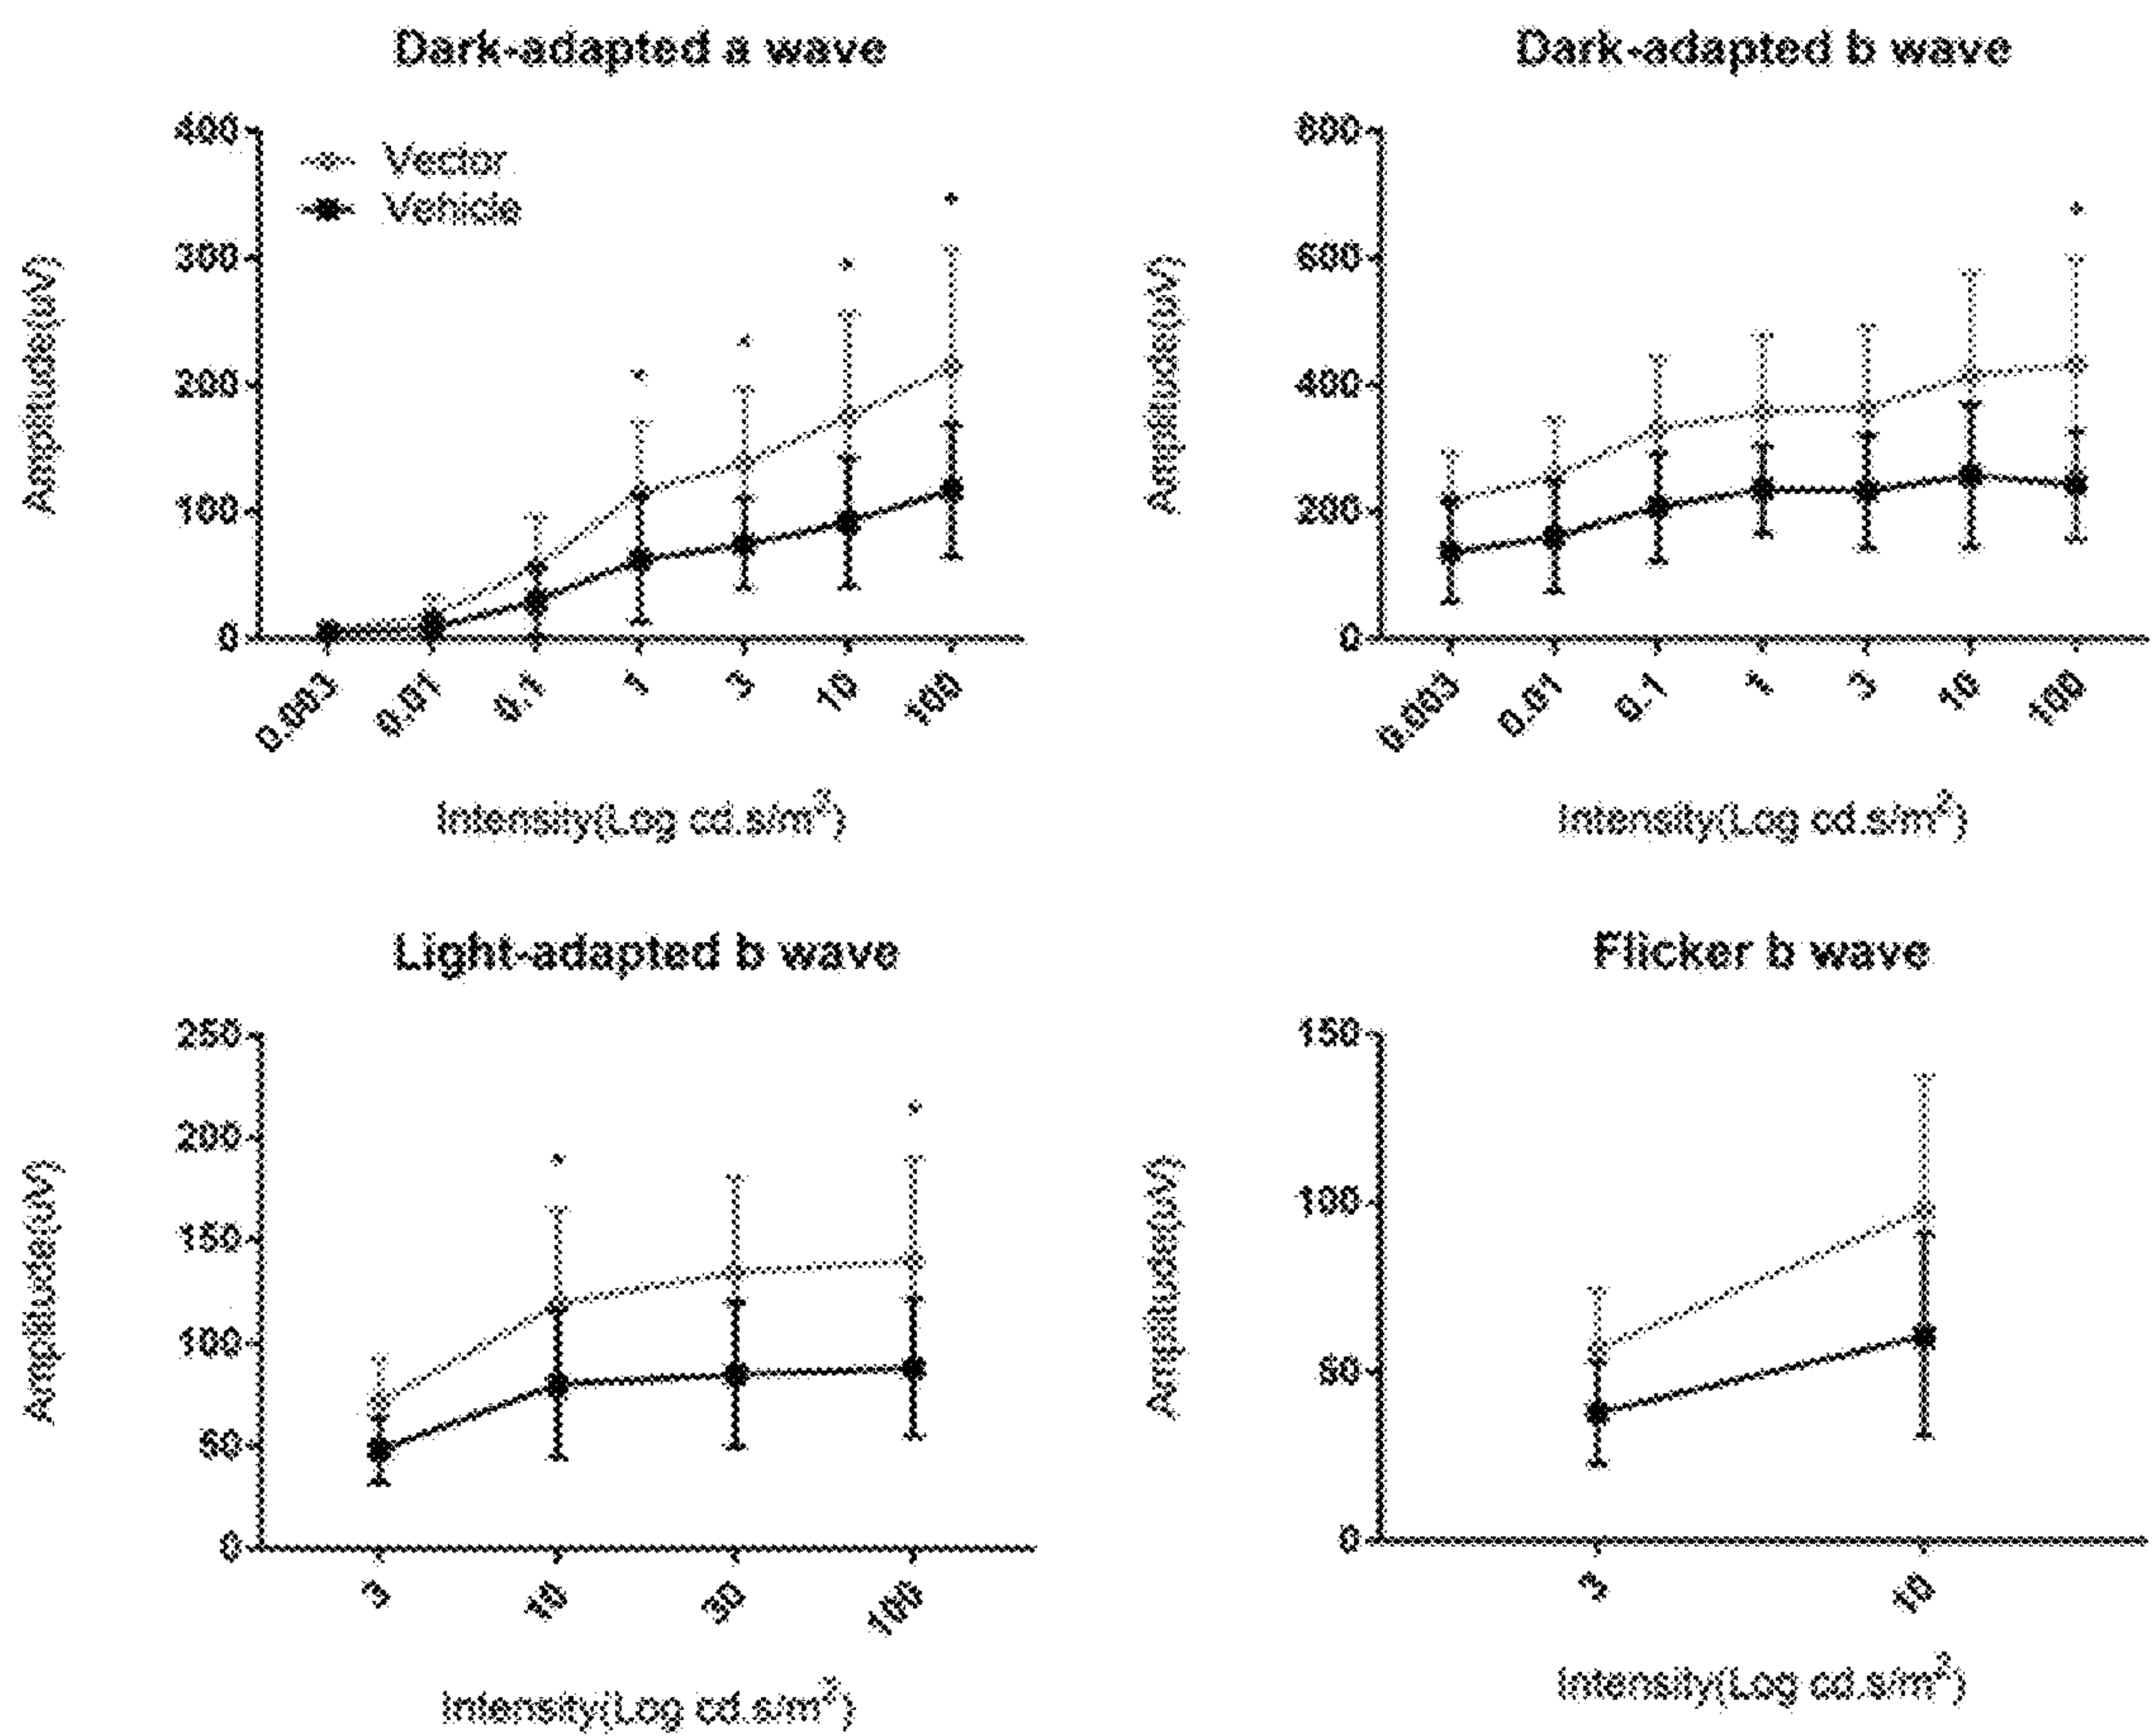 Dark-adapted a wave
400
300
200
100
0
Amplitude(uV)
Vector
Vehicle
0.003
0.01
0.1
1
3
10
100
Intensity(Log cd.s/m²)
Dark-adapted b wave
800
600
400
200
0
Amplitude(uV)
0.003
0.01
0.1
1
3
10
100
Intensity(Log cd.s/m²)
Light-adapted b wave
250
200
150
100
50
0
Amplitude(uV)
3
10
30
100
Intensity(Log cd.s/m²)
Flicker b wave
150
100
50
0
Amplitude(uV)
3
10
Intensity(Log cd.s/m²)